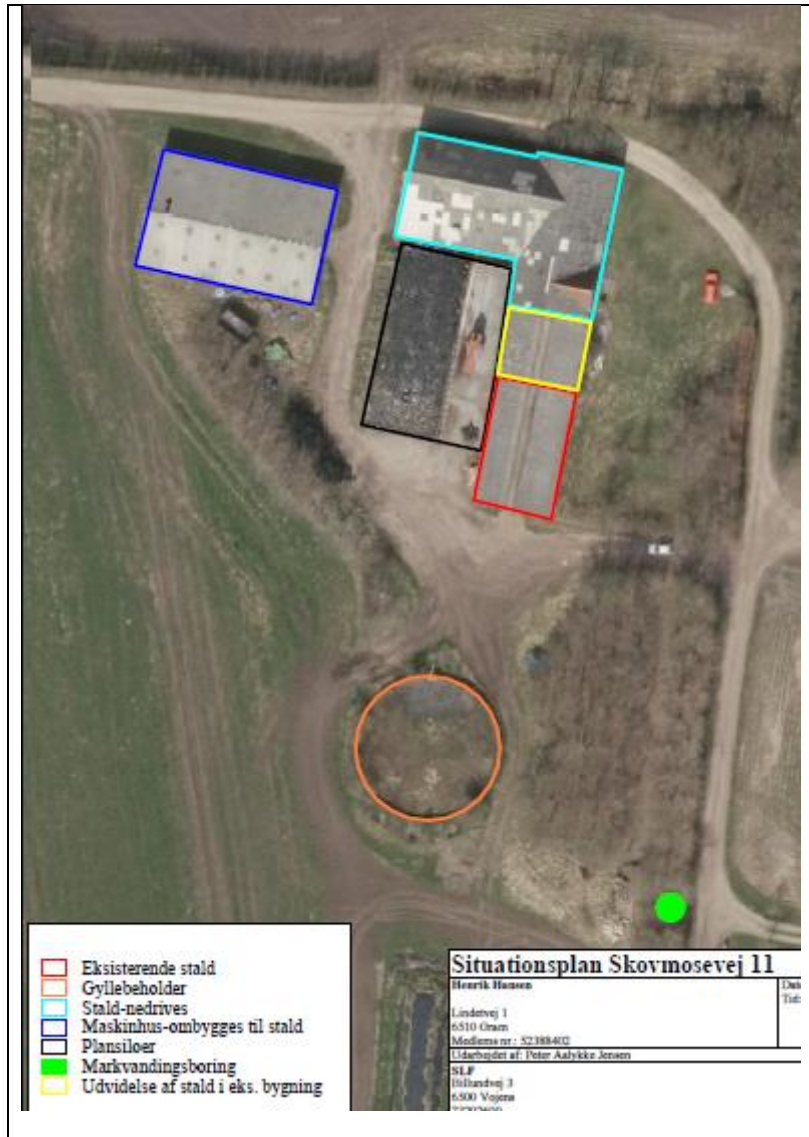 Eksisterende stald
Gyllebeholder
Stald-nedrives
Maskinhus-ombygges til stald
Plansiloer
Markvandingsboring
Udvidelse af stald i eks. bygning
Situationsplan Skovmosevej 11
Henrik Hansen
Lindetvej 1
6510 Gram
Medlems nr.: 52388402
Udarbejdet af: Peter Aalykke Jensen
SLF
Billundvej 3
6500 Vojens